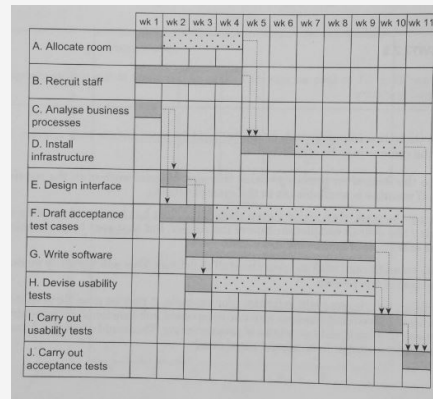 wk 1 wk 2 wk 3 wk 4 wk 5 wk 6 wk 7 wk 8 wk 9 wk 10 wk 11
A. Allocate room
B. Recruit staff
C. Analyse business
processes
D. Install
infrastructure
E. Design interface
F. Draft acceptance
test cases
G. Write software
H. Devise usability
tests
I. Carry out
usability tests
J. Carry out
acceptance tests